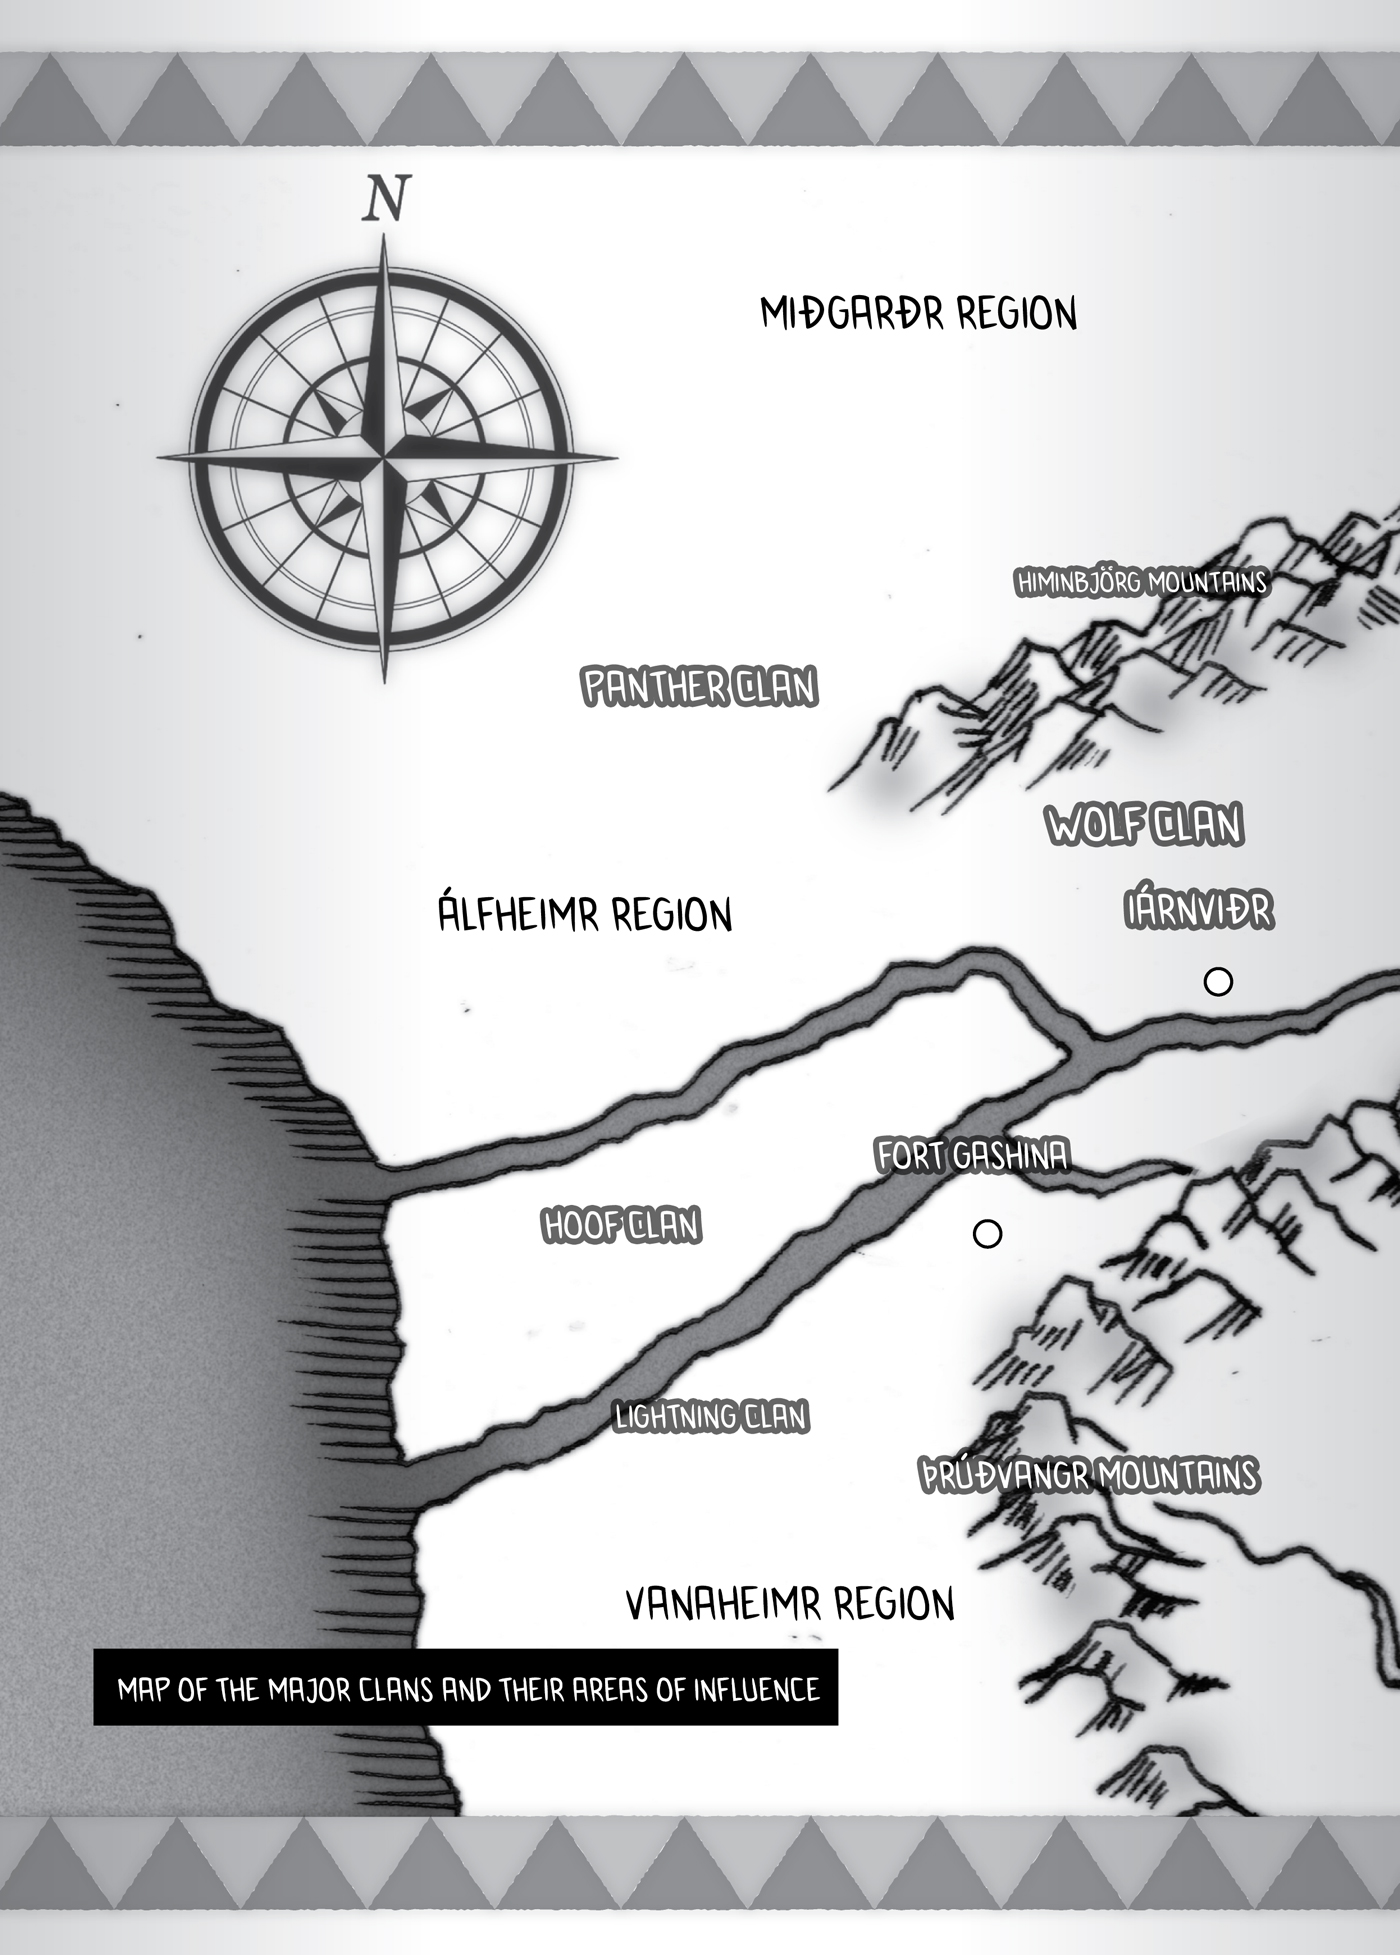 N
MIÐGARÐR REGION
HIMINBJÖRG MOUNTAINS
PANTHER CLAN
WOLF CLAN
IÁRNVIÐR
ÁLFHEIMR REGION
FORT GASHINA
HOOF CLAN
LIGHTNING CLAN
ÞRÚÐVANGR MOUNTAINS
VANAHEIMR REGION
MAP OF THE MAJOR CLANS AND THEIR AREAS OF INFLUENCE